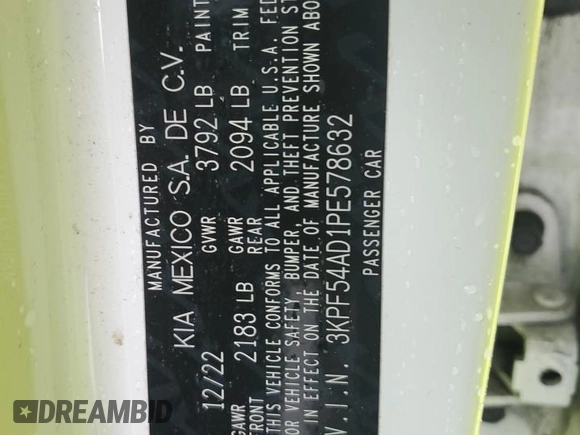 MANUFACTURED BY
KIA MEXICO S.A. DE C.V.
12/22 GVWR 3792 LB PAINT
GAWR FRONT 2183 LB GAWR REAR 2094 LB TRIM
THIS VEHICLE CONFORMS TO ALL APPLICABLE U.S.A. FED
OR VEHICLE SAFETY, BUMPER, AND THEFT PREVENTION ST
IN EFFECT ON THE DATE OF MANUFACTURE SHOWN ABO
V.I.N. 3KPF54AD1PE578632
PASSENGER CAR
DREAMBID